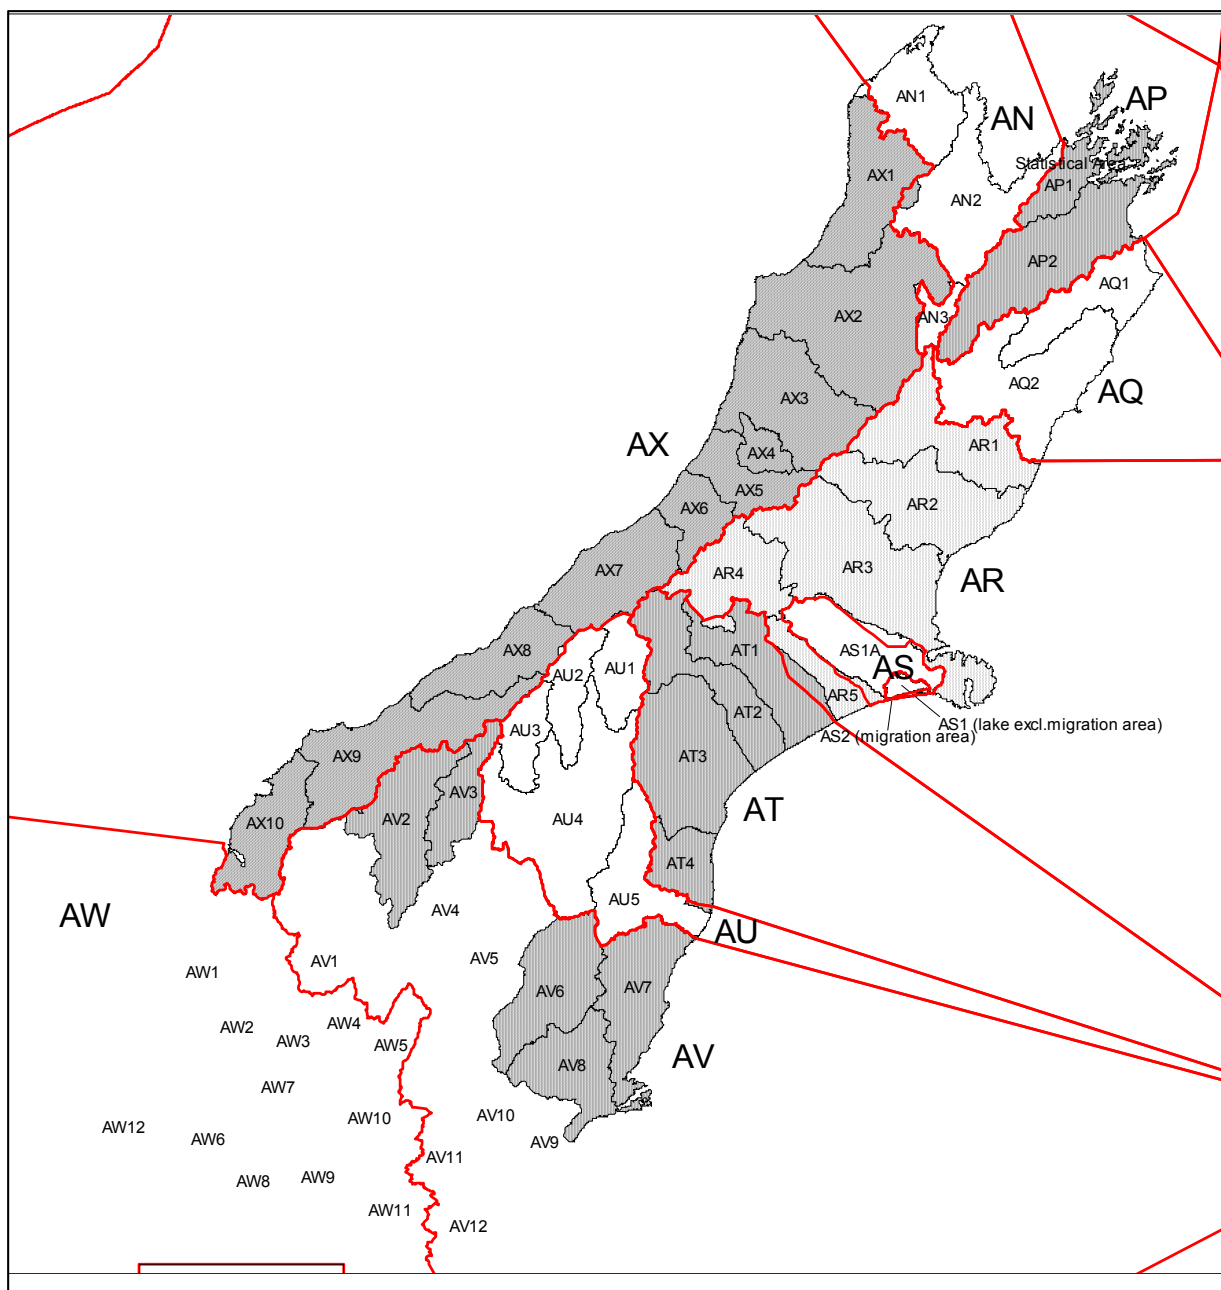 AN1
AN
AP
Statistical Area
AX1
AP1
AN2
AP2
AQ1
AN3
AX2
AQ2
AQ
AX3
AX
AR1
AX4
AX5
AX6
AR2
AR3
AR4
AX7
AR
AX8
AT1
AS1A
AS
AU1
AU2
AR5
AS1 (lake excl.migration area)
AS2 (migration area)
AT2
AU3
AT3
AX9
AV3
AT
AX10
AV2
AU4
AT4
AU5
AW
AV4
AU
AV5
AV1
AW1
AV6
AV7
AW2
AW4
AW3
AW5
AV
AV8
AW7
AV10
AW10
AW12
AW6
AV9
AV11
AW8
AW9
AW11
AV12